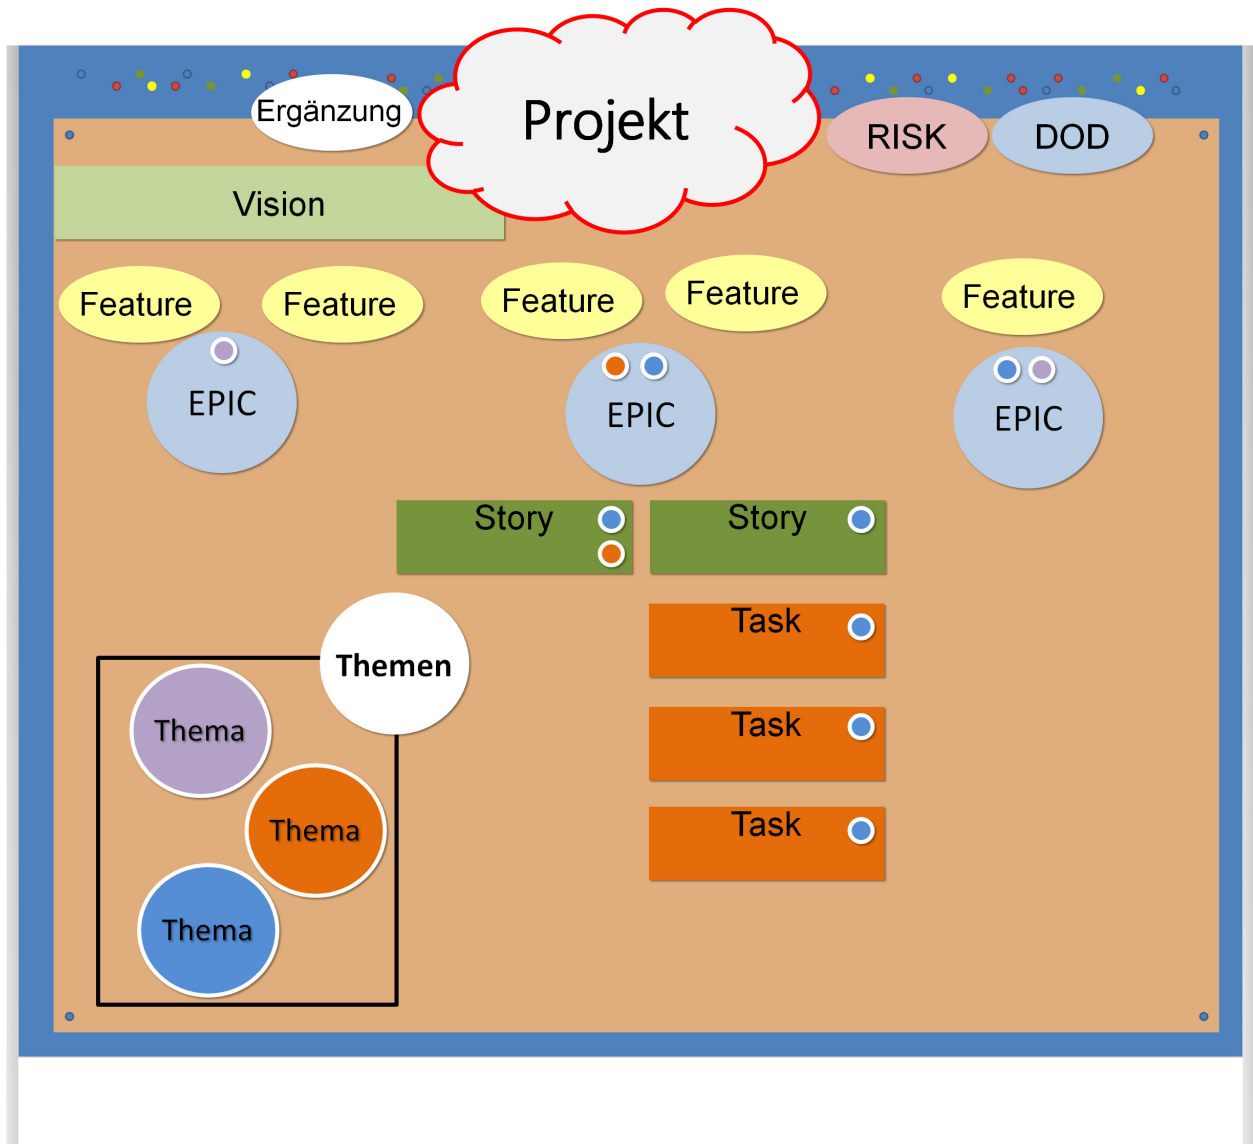 Projekt
Ergänzung
RISK
DOD
Vision
Feature
Feature
Feature
Feature
Feature
EPIC
EPIC
EPIC
Story
Story
Task
Themen
Thema
Task
Thema
Task
Thema